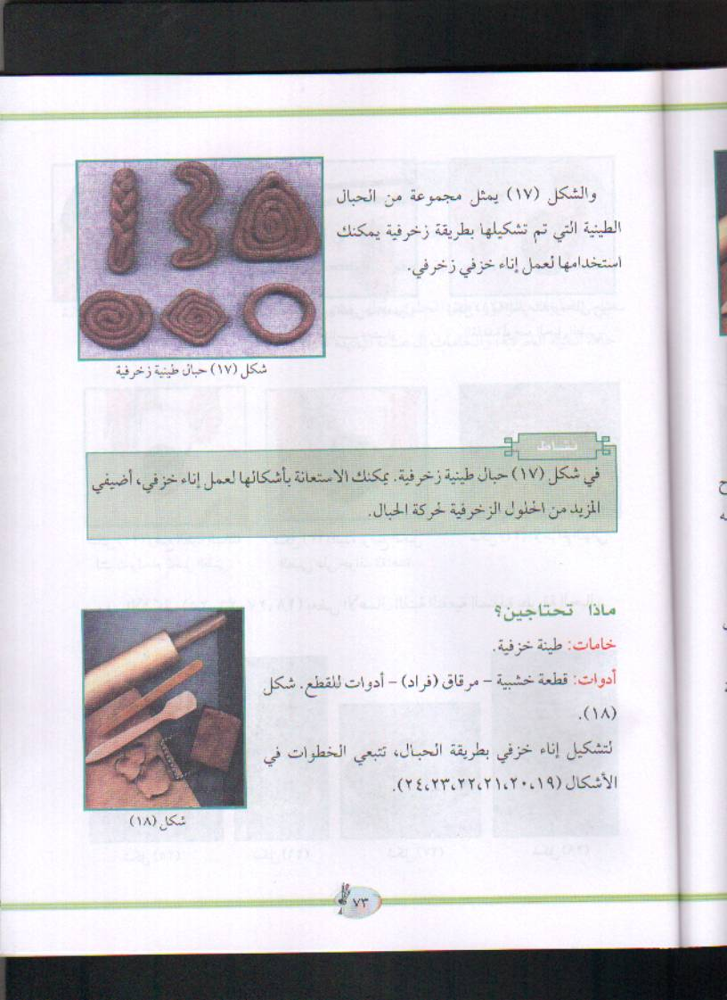 والشكل (١٧) يمثل مجموعة من الحبال
الطينية التي تم تشكيلها بطريقة زخرفية يمكنك
استخدامها لعمل إناء خزفي زخرفي.
شكل (١٧) حبال طينية زخرفية
نشاط
في شكل (١٧) حبال طينية زخرفية. يمكنك الاستعانة بأشكالها لعمل إناء خزفي، أضيفي
المزيد من الحلول الزخرفية لحركة الحبال.
ماذا تحتاجين؟
خامات: طينة خزفية.
أدوات: قطعة خشبية - مرقاق (فراد) - أدوات للقطع. شكل
(١٨).
لتشكيل إناء خزفي بطريقة الحبال، تتبعي الخطوات في
الأشكال (١٩،٢٠،٢١،٢٢،٢٣،٢٤).
شكل (١٨)
٧٣